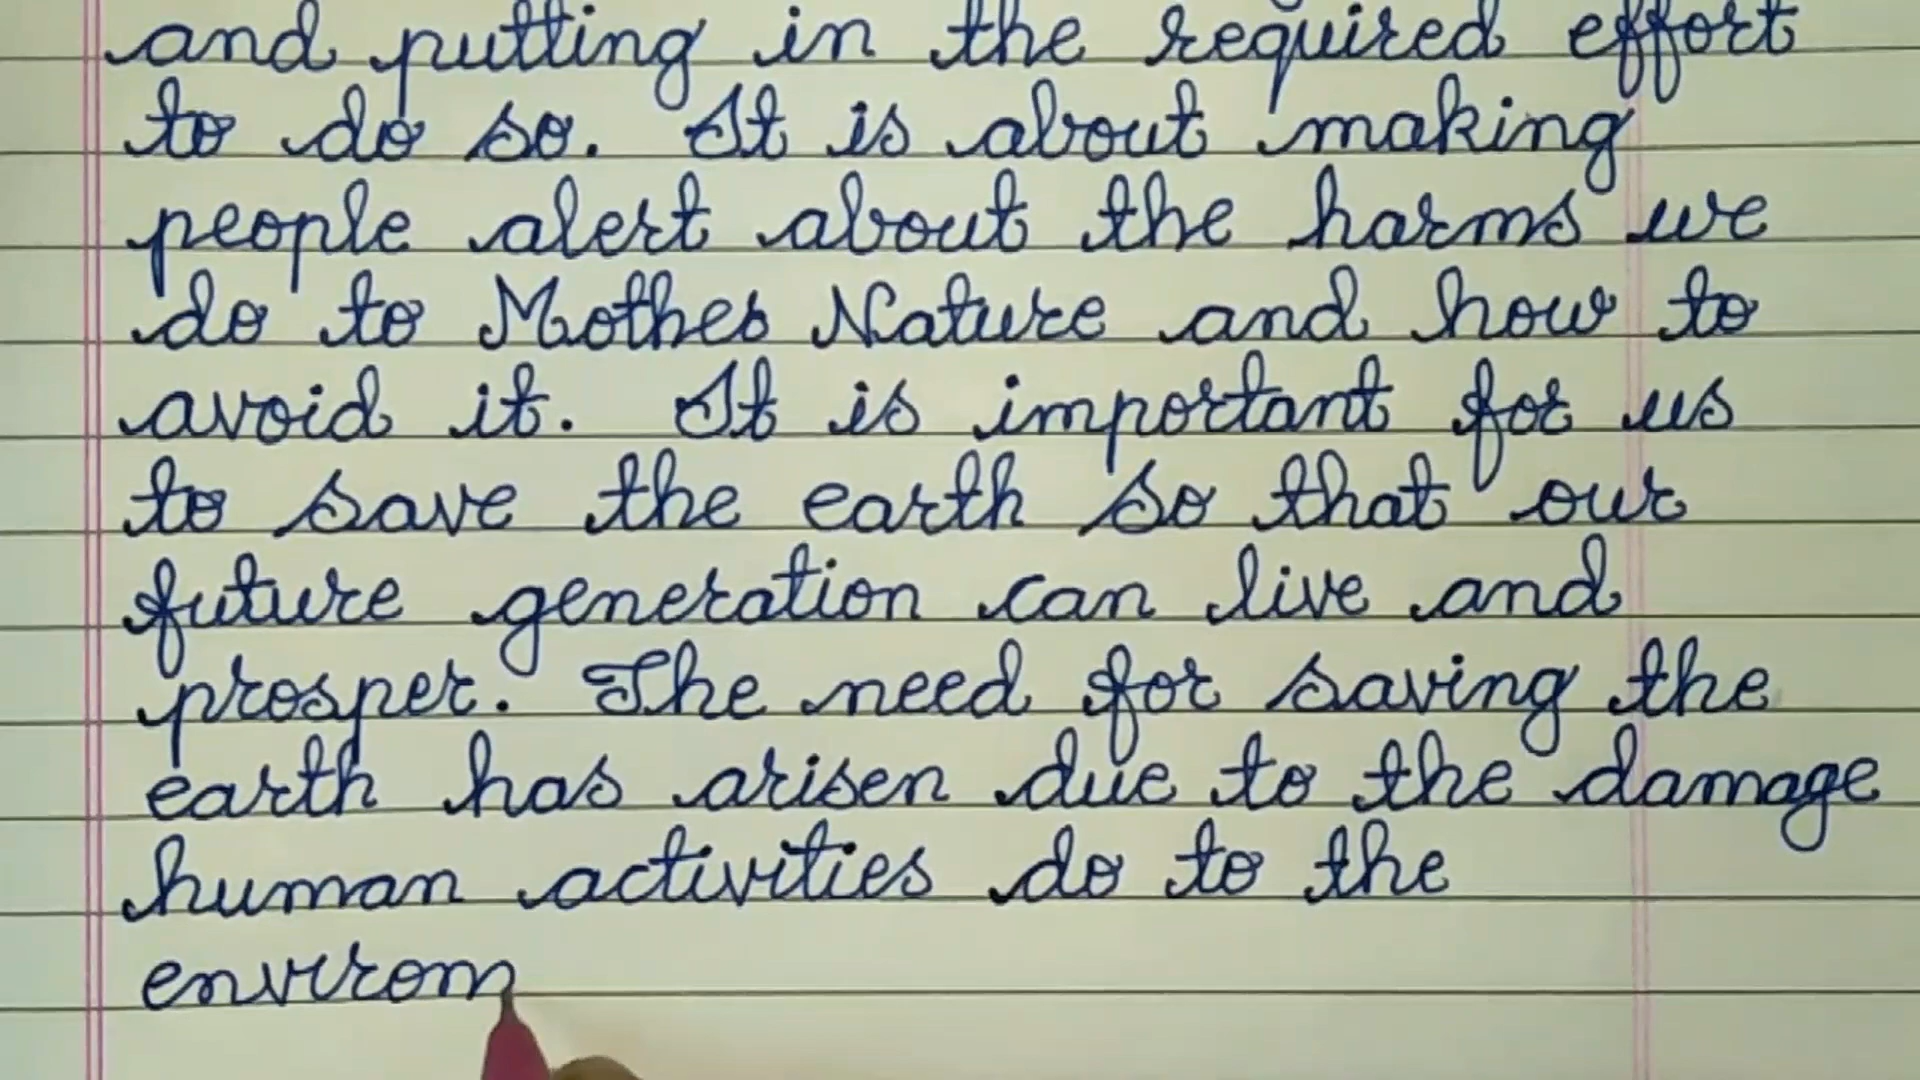 and putting in the required effort
to do so. It is about making
people alert about the harms we
do to Mother Nature and how to
avoid it. It is important for us
to save the earth so that our
future generation can live and
prosper. The need for saving the
earth has arisen due to the damage
human activities do to the
environm